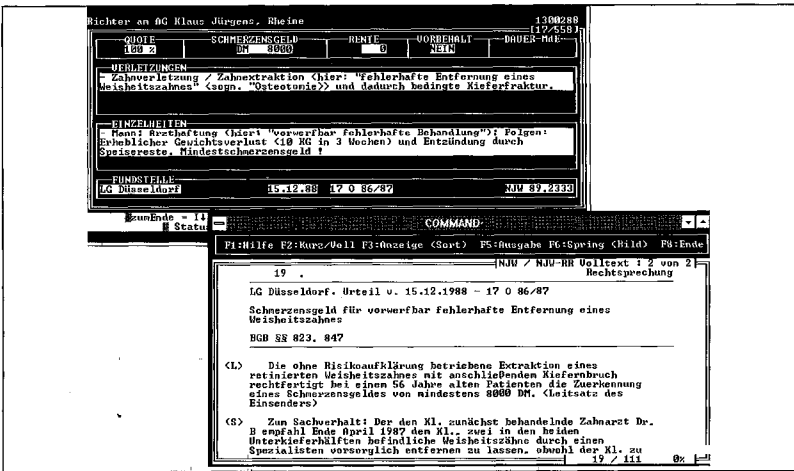 Richter am AG Klaus Jürgens, Rheine 1300288
[17/558]
QUOTE SCHMERZENSGELD RENTE VORBEHALT DAUER-MdE
100 % DM 8000 0 NEIN
VERLETZUNGEN
- Zahnverletzung / Zahnextraktion (hier: "fehlerhafte Entfernung eines
Weisheitszahnes" (sogn. "Osteotomie)) und dadurch bedingte Kieferfraktur.
EINZELHEITEN
- Mann: Arzthaftung (hier: "vorwerfbar fehlerhafte Behandlung"); Folgen:
Erheblicher Gewichtsverlust (10 KG in 3 Wochen) und Entzündung durch
Speisereste. Mindestschmerzensgeld !
FUNDSTELLE
LG Düsseldorf 15.12.88 17 O 86/87 NJW 89.2333
zumEnde = I↓
Statu
COMMAND
F1:Hilfe F2:Kurz/Voll F3:Anzeige (Sort) F5:Ausgabe F6:Spring (Bild) F8:Ende
[NJW / NJW-RR Volltext : 2 von 2]
19 . Rechtsprechung
LG Düsseldorf. Urteil v. 15.12.1988 - 17 O 86/87
Schmerzensgeld für vorwerfbar fehlerhafte Entfernung eines
Weisheitszahnes
BGB §§ 823. 847
(L) Die ohne Risikoaufklärung betriebene Extraktion eines
retinierten Weisheitszahnes mit anschließendem Kiefernbruch
rechtfertigt bei einem 56 Jahre alten Patienten die Zuerkennung
eines Schmerzensgeldes von mindestens 8000 DM. (Leitsatz des
Einsenders)
(S) Zum Sachverhalt: Der den Kl. zunächst behandelnde Zahnarzt Dr.
B empfahl Ende April 1987 dem Kl., zwei in den beiden
Unterkieferhälften befindliche Weisheitszähne durch einen
Spezialisten vorsorglich entfernen zu lassen, obwohl der Kl. zu
19 / 111 0%